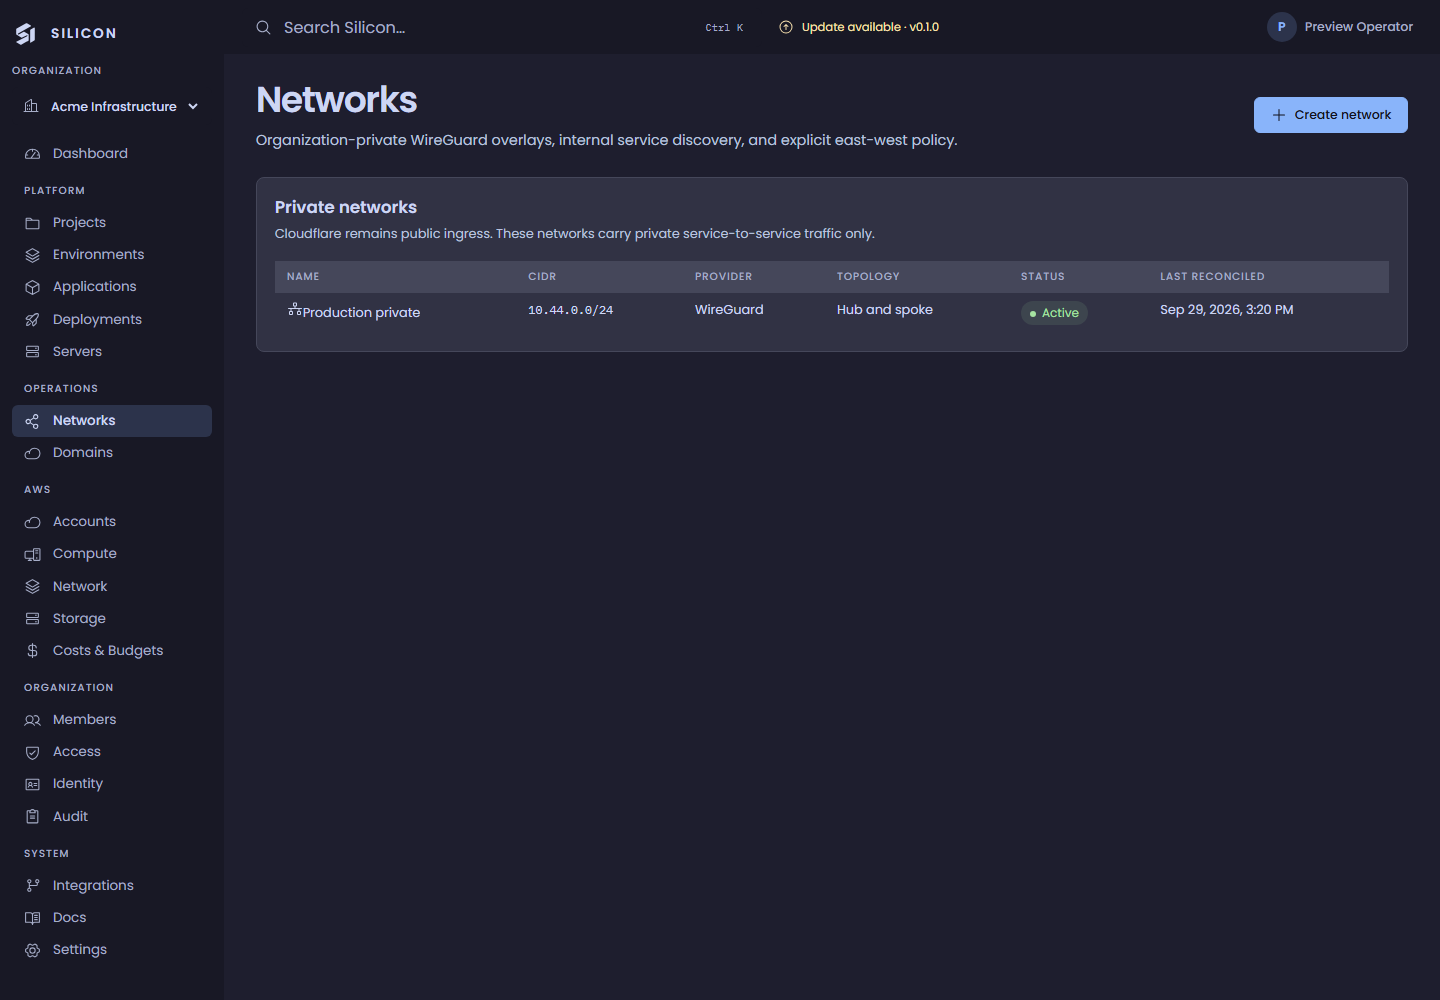 SILICON
Search Silicon...
Ctrl K
Update available · v0.1.0
P
Preview Operator
ORGANIZATION
Acme Infrastructure
Dashboard
PLATFORM
Projects
Environments
Applications
Deployments
Servers
OPERATIONS
Networks
Domains
AWS
Accounts
Compute
Network
Storage
Costs & Budgets
ORGANIZATION
Members
Access
Identity
Audit
SYSTEM
Integrations
Docs
Settings
Networks
Organization-private WireGuard overlays, internal service discovery, and explicit east-west policy.
Create network
Private networks
Cloudflare remains public ingress. These networks carry private service-to-service traffic only.
NAME CIDR PROVIDER TOPOLOGY STATUS LAST RECONCILED
Production private 10.44.0.0/24 WireGuard Hub and spoke Active Sep 29, 2026, 3:20 PM